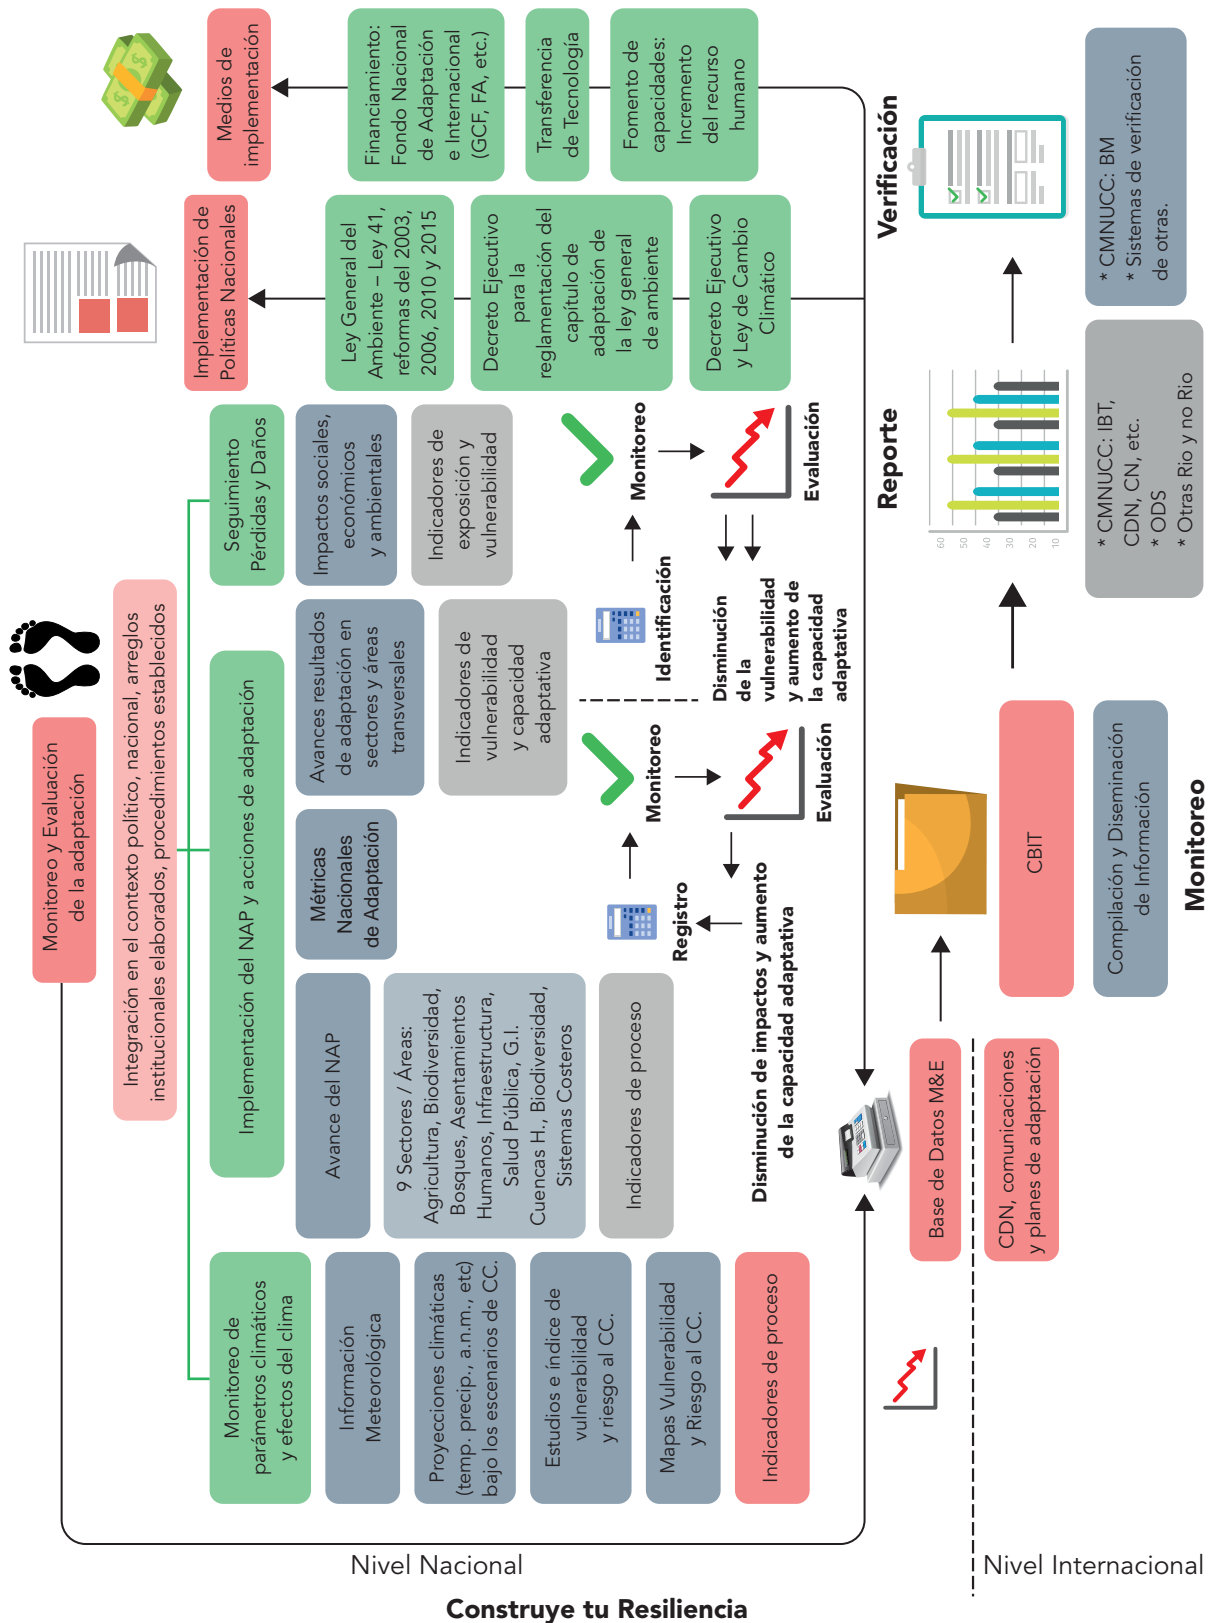 Monitoreo y Evaluación
de la adaptación
Integración en el contexto político, nacional, arreglos
institucionales elaborados, procedimientos establecidos
Monitoreo de
parámetros climáticos
y efectos del clima
Información
Meteorológica
Proyecciones climáticas
(temp. precip., a.n.m., etc)
bajo los escenarios de CC.
Estudios e índice de
vulnerabilidad
y riesgo al CC.
Mapas Vulnerabilidad
y Riesgo al CC.
Indicadores de proceso
Implementación del NAP y acciones de adaptación
Avance del NAP
9 Sectores / Áreas:
Agricultura, Biodiversidad,
Bosques, Asentamientos
Humanos, Infraestructura,
Salud Pública, G.I.
Cuencas H., Biodiversidad,
Sistemas Costeros
Indicadores de proceso
Métricas
Nacionales
de Adaptación
Avances resultados
de adaptación en
sectores y áreas
transversales
Indicadores de
vulnerabilidad
y capacidad
adaptativa
Registro
Monitoreo
Evaluación
Disminución de impactos y aumento
de la capacidad adaptativa
Seguimiento
Pérdidas y Daños
Impactos sociales,
económicos
y ambientales
Indicadores de
exposición y
vulnerabilidad
Identificación
Monitoreo
Evaluación
Disminución
de la
vulnerabilidad
y aumento de
la capacidad
adaptativa
Implementación de
Políticas Nacionales
Ley General del
Ambiente – Ley 41,
reformas del 2003,
2006, 2010 y 2015
Decreto Ejecutivo
para la
reglamentación del
capítulo de
adaptación de
la ley general
de ambiente
Decreto Ejecutivo
y Ley de Cambio
Climático
Medios de
implementación
Financiamiento:
Fondo Nacional
de Adaptación
e Internacional
(GCF, FA, etc.)
Transferencia
de Tecnología
Fomento de
capacidades:
Incremento
del recurso
humano
Base de Datos M&E
CDN, comunicaciones
y planes de adaptación
CBIT
Compilación y Diseminación
de Información
Monitoreo
Reporte
60
50
40
30
20
10
* CMNUCC: IBT,
CDN, CN, etc.
* ODS
* Otras Rio y no Rio
Verificación
* CMNUCC: BM
* Sistemas de verificación
de otras.
Nivel Nacional
Nivel Internacional
Construye tu Resiliencia